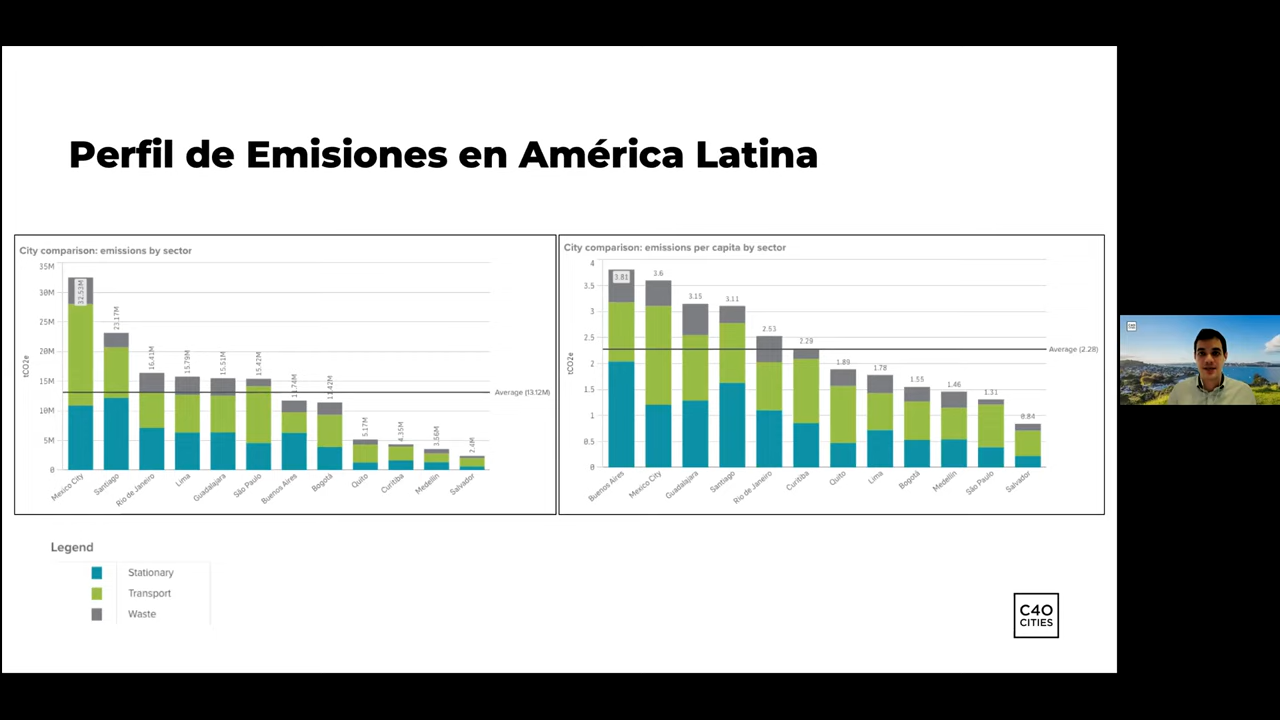 Perfil de Emisiones en América Latina
City comparison: emissions by sector
35M
30M
25M
20M
15M
10M
5M
0
tCO2e
32.53M
23.17M
16.41M
15.79M
15.51M
15.42M
11.74M
11.42M
5.17M
4.35M
3.56M
2.4M
Average (13.12M)
Mexico City
Santiago
Rio de Janeiro
Lima
Guadalajara
São Paulo
Buenos Aires
Bogotá
Quito
Curitiba
Medellín
Salvador
City comparison: emissions per capita by sector
4
3.5
3
2.5
2
1.5
1
0.5
0
tCO2e
3.81
3.6
3.15
3.11
2.53
2.29
1.89
1.78
1.55
1.46
1.31
0.84
Average (2.28)
Buenos Aires
Mexico City
Guadalajara
Santiago
Rio de Janeiro
Curitiba
Quito
Lima
Bogotá
Medellín
São Paulo
Salvador
Legend
Stationary
Transport
Waste
C40
CITIES